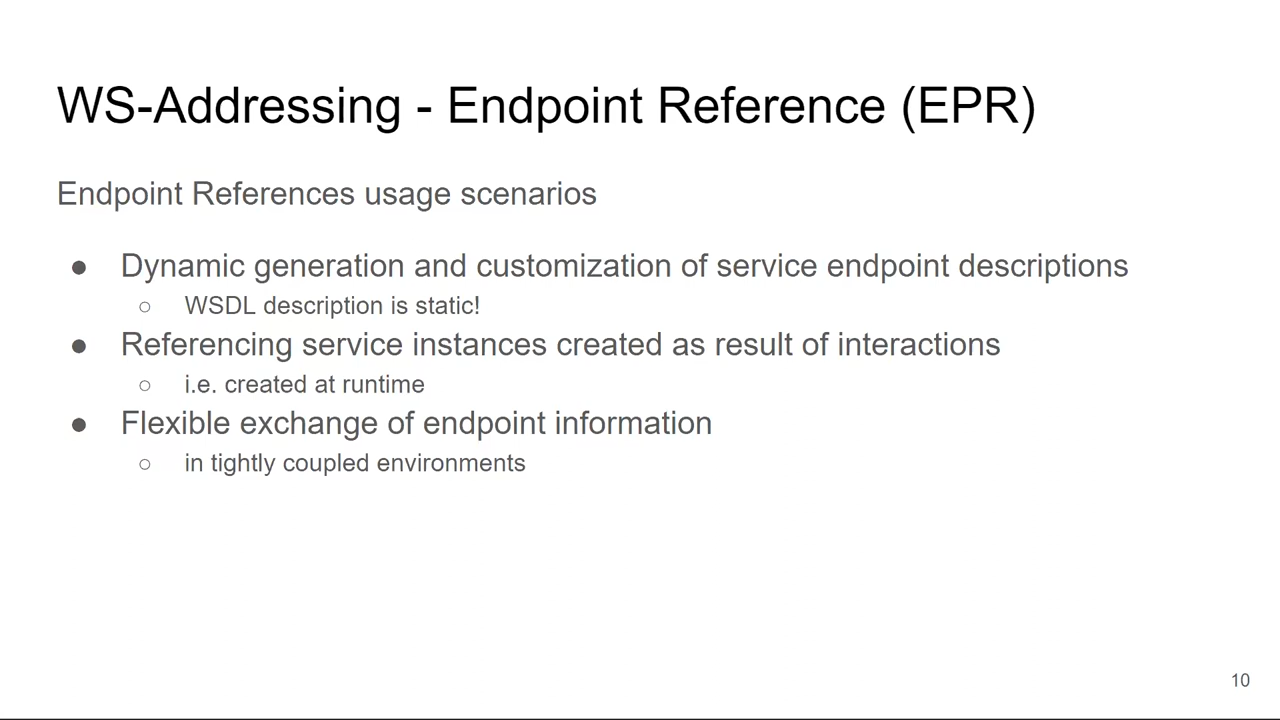 WS-Addressing - Endpoint Reference (EPR)
Endpoint References usage scenarios
● Dynamic generation and customization of service endpoint descriptions
○ WSDL description is static!
● Referencing service instances created as result of interactions
○ i.e. created at runtime
● Flexible exchange of endpoint information
○ in tightly coupled environments
10